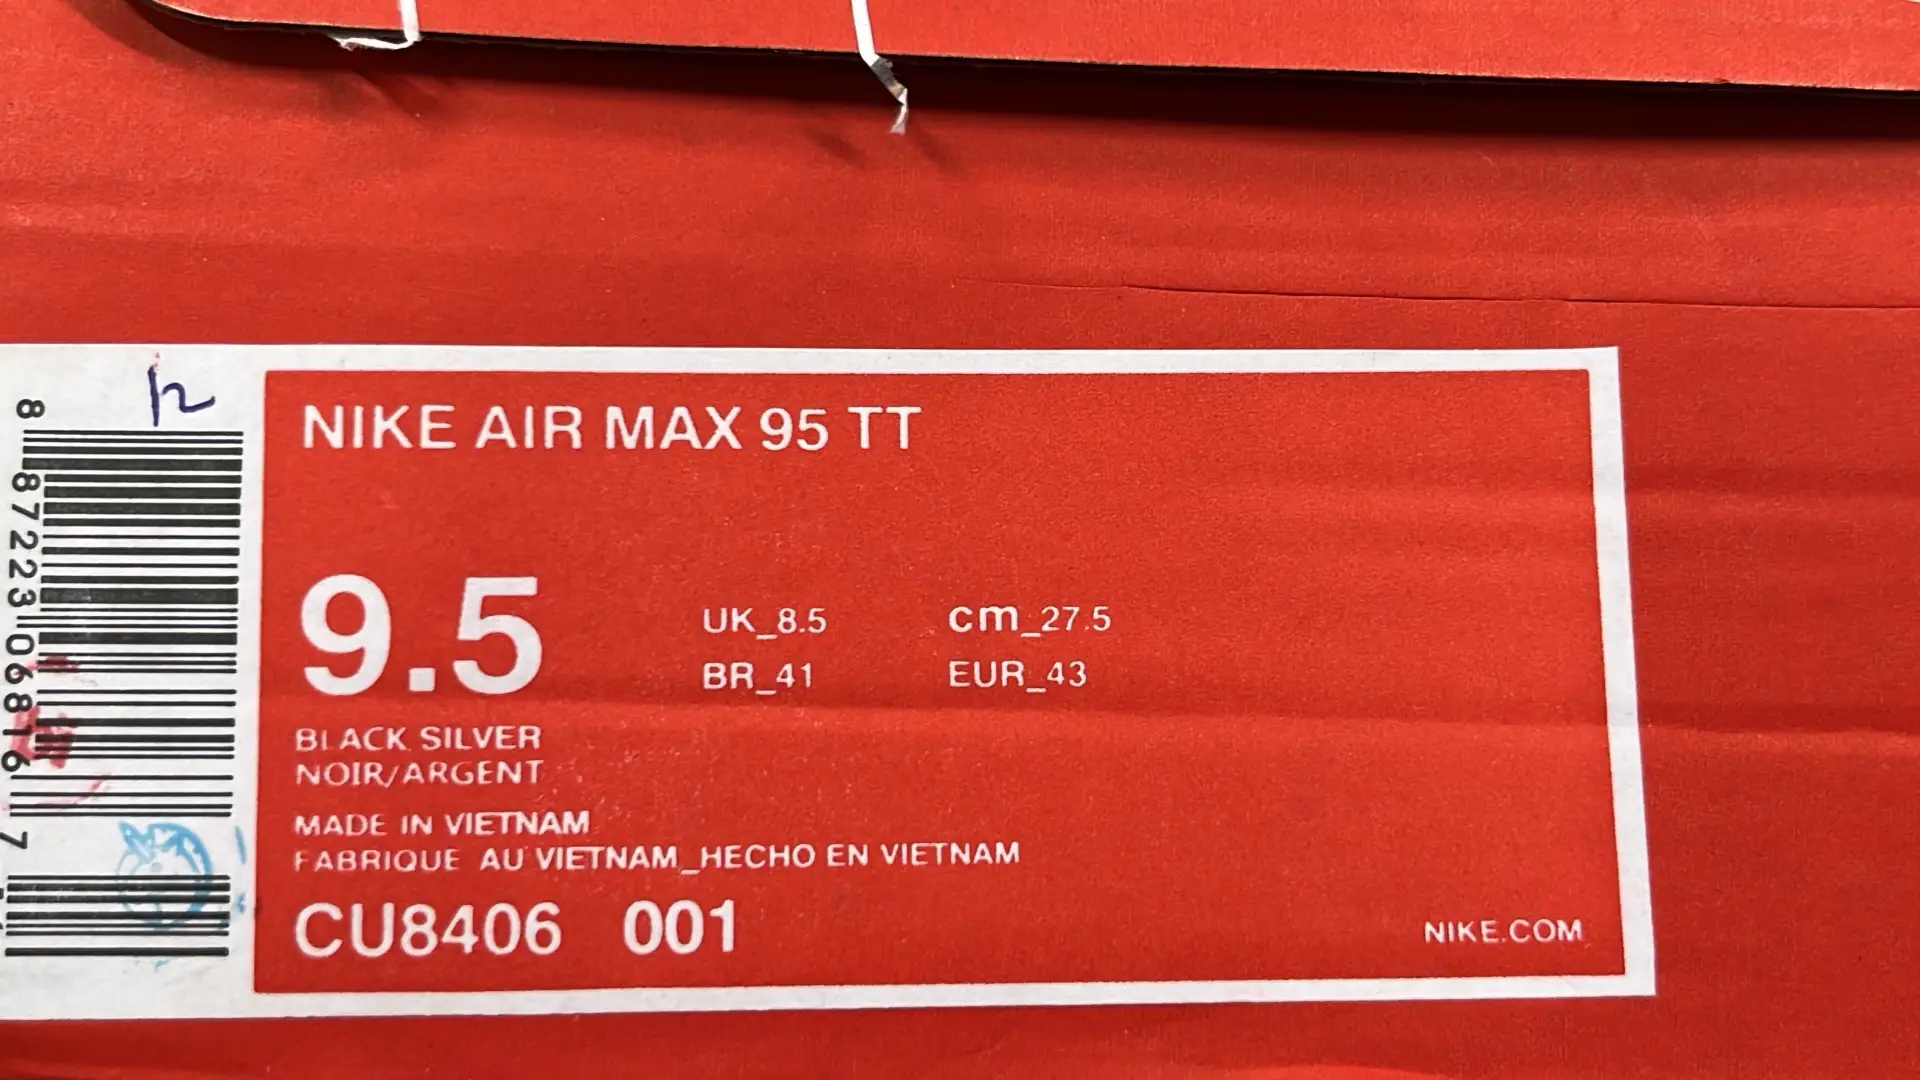 12
8 87223 06816 7
NIKE AIR MAX 95 TT
9.5
UK_8.5
cm_27.5
BR_41
EUR_43
BLACK SILVER
NOIR/ARGENT
MADE IN VIETNAM
FABRIQUE AU VIETNAM_HECHO EN VIETNAM
CU8406 001
NIKE.COM